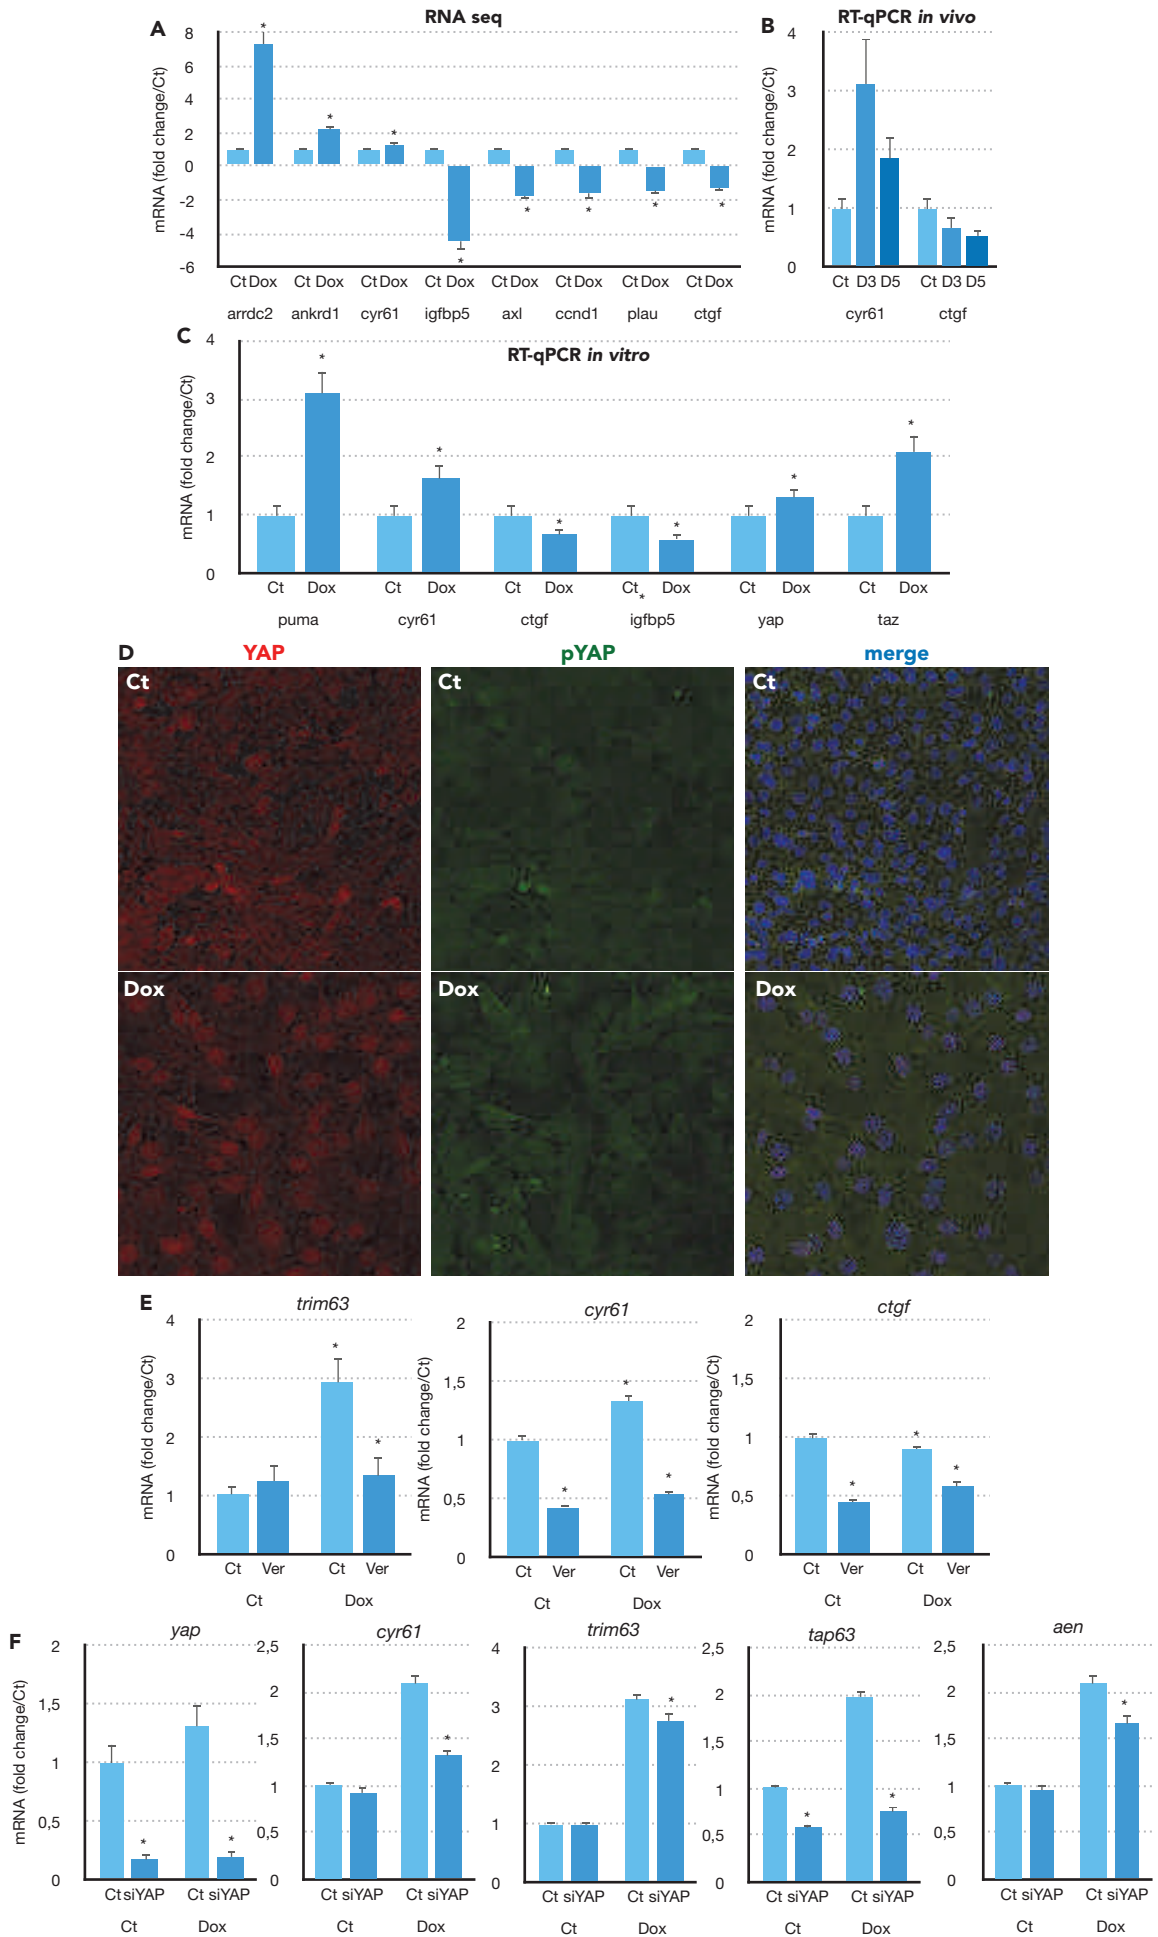 A
RNA seq
mRNA (fold change/Ct)
8
6
4
2
0
-2
-4
-6
* * * * * * * *
Ct Dox Ct Dox Ct Dox Ct Dox Ct Dox Ct Dox Ct Dox Ct Dox
arrdc2 ankrd1 cyr61 igfbp5 axl ccnd1 plau ctgf
B
RT-qPCR in vivo
mRNA (fold change/Ct)
4
3
2
1
0
Ct D3 D5 Ct D3 D5
cyr61 ctgf
C
RT-qPCR in vitro
mRNA (fold change/Ct)
4
3
2
1
0
* * * * * *
Ct Dox Ct Dox Ct Dox Ct* Dox Ct Dox Ct Dox
puma cyr61 ctgf igfbp5 yap taz
D
YAP pYAP merge
Ct Ct Ct
Dox Dox Dox
E
trim63
mRNA (fold change/Ct)
4
3
2
1
0
* *
Ct Ver Ct Ver
Ct Dox
cyr61
mRNA (fold change/Ct)
2
1,5
1
0,5
0
* * *
Ct Ver Ct Ver
Ct Dox
ctgf
mRNA (fold change/Ct)
2
1,5
1
0,5
0
* * *
Ct Ver Ct Ver
Ct Dox
F
yap
mRNA (fold change/Ct)
2
1,5
1
0,5
0
* *
Ct siYAP Ct siYAP
Ct Dox
cyr61
2,5
2
1,5
1
0,5
0
*
Ct siYAP Ct siYAP
Ct Dox
trim63
4
3
2
1
0
*
Ct siYAP Ct siYAP
Ct Dox
tap63
2,5
2
1,5
1
0,5
0
* *
Ct siYAP Ct siYAP
Ct Dox
aen
2,5
2
1,5
1
0,5
0
*
Ct siYAP Ct siYAP
Ct Dox